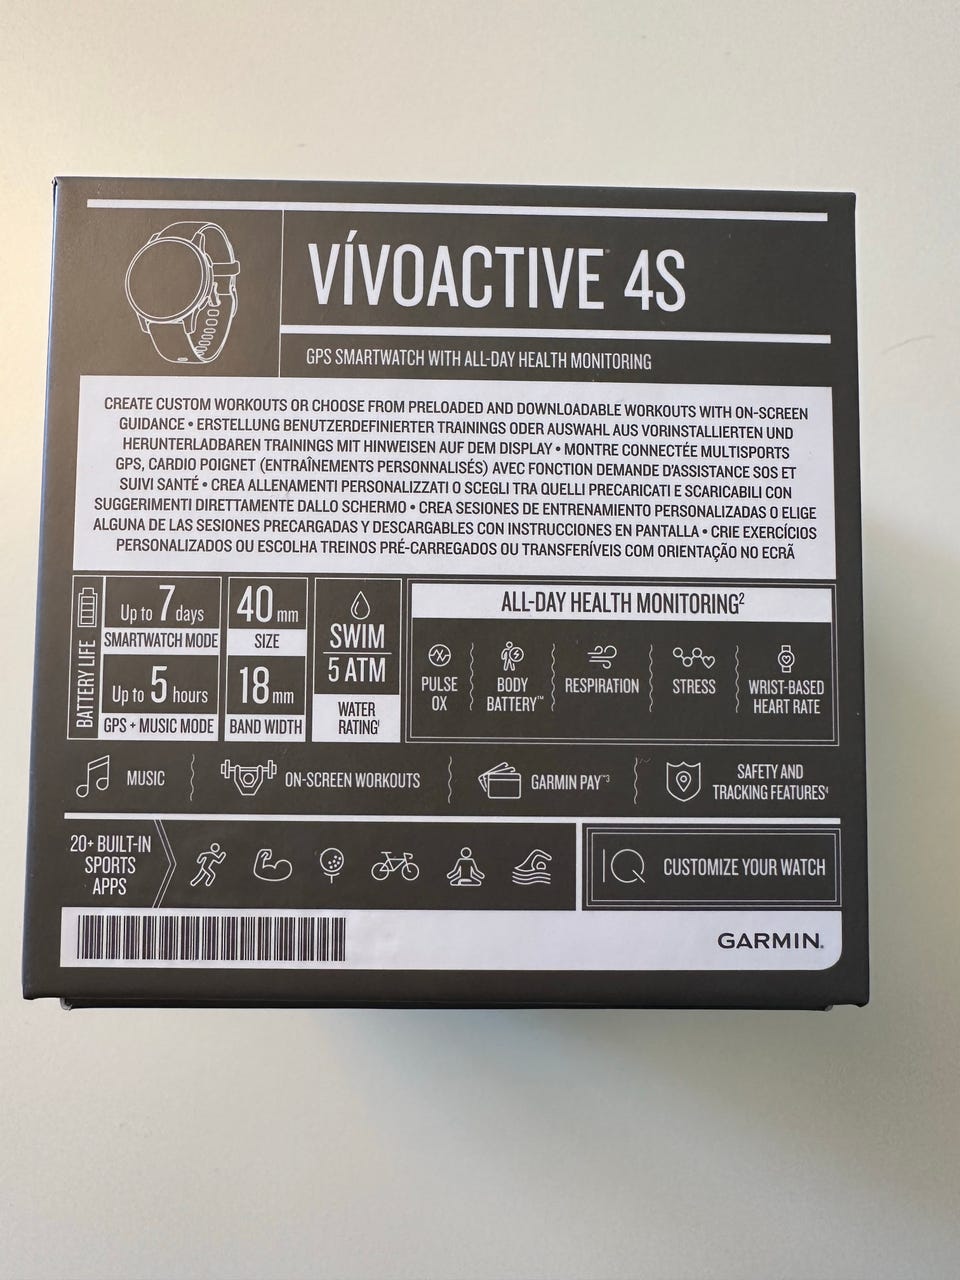 VÍVOACTIVE® 4S
GPS SMARTWATCH WITH ALL-DAY HEALTH MONITORING
CREATE CUSTOM WORKOUTS OR CHOOSE FROM PRELOADED AND DOWNLOADABLE WORKOUTS WITH ON-SCREEN
GUIDANCE • ERSTELLUNG BENUTZERDEFINIERTER TRAININGS ODER AUSWAHL AUS VORINSTALLIERTEN UND
HERUNTERLADBAREN TRAININGS MIT HINWEISEN AUF DEM DISPLAY • MONTRE CONNECTÉE MULTISPORTS
GPS, CARDIO POIGNET (ENTRAÎNEMENTS PERSONNALISÉS) AVEC FONCTION DEMANDE D'ASSISTANCE SOS ET
SUIVI SANTÉ • CREA ALLENAMENTI PERSONALIZZATI O SCEGLI TRA QUELLI PRECARICATI E SCARICABILI CON
SUGGERIMENTI DIRETTAMENTE DALLO SCHERMO • CREA SESIONES DE ENTRENAMIENTO PERSONALIZADAS O ELIGE
ALGUNA DE LAS SESIONES PRECARGADAS Y DESCARGABLES CON INSTRUCCIONES EN PANTALLA • CRIE EXERCÍCIOS
PERSONALIZADOS OU ESCOLHA TREINOS PRÉ-CARREGADOS OU TRANSFERÍVEIS COM ORIENTAÇÃO NO ECRÃ
BATTERY LIFE
Up to 7 days
SMARTWATCH MODE
Up to 5 hours
GPS + MUSIC MODE
40 mm
SIZE
18 mm
BAND WIDTH
SWIM
5 ATM
WATER
RATING¹
ALL-DAY HEALTH MONITORING²
PULSE
OX
BODY
BATTERY™
RESPIRATION
STRESS
WRIST-BASED
HEART RATE
MUSIC
ON-SCREEN WORKOUTS
GARMIN PAY™³
SAFETY AND
TRACKING FEATURES⁴
20+ BUILT-IN
SPORTS
APPS
IQ
CUSTOMIZE YOUR WATCH
GARMIN®